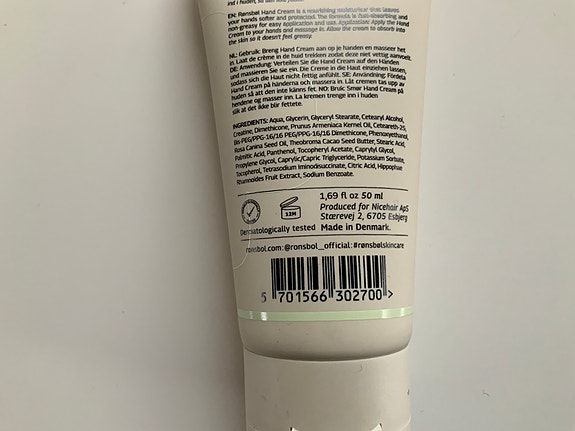 EN: Rønsbøl Hand Cream is a nourishing moisturiser that leaves
your hands softer and protected. The formula is fast-absorbing and
non-greasy for easy application and use. Application: Apply the Hand
Cream to your hands and massage in. Allow the cream to absorb into
the skin so it doesn't feel greasy.
NL: Gebruik: Breng Hand Cream aan op je handen en masseer het
in. Laat de crème in de huid trekken zodat deze niet vettig aanvoelt.
DE: Anwendung: Verteilen Sie die Hand Cream auf den Händen
und massieren Sie sie ein. Die Creme in die Haut einziehen lassen,
sodass sich die Haut nicht fettig anfühlt. SE: Användning: Fördela
Hand Cream på händerna och massera in. Låt cremen tas upp av
huden så att den inte känns fet. NO: Bruk: Smør Hand Cream på
hendene og masser inn. La kremen trenge inn i huden
slik at det ikke blir fettete.
INGREDIENTS: Aqua, Glycerin, Glyceryl Stearate, Cetearyl Alcohol,
Creatine, Dimethicone, Prunus Armeniaca Kernel Oil, Ceteareth-25,
Bis-PEG/PPG-16/16 PEG/PPG-16/16 Dimethicone, Phenoxyethanol,
Rosa Canina Seed Oil, Theobroma Cacao Seed Butter, Stearic Acid,
Palmitic Acid, Panthenol, Tocopheryl Acetate, Caprylyl Glycol,
Propylene Glycol, Caprylic/Capric Triglyceride, Potassium Sorbate,
Tocopherol, Tetrasodium Iminodisuccinate, Citric Acid, Hippophae
Rhamnoides Fruit Extract, Sodium Benzoate.
12M
Dermatologically tested
1,69 fl oz 50 ml
Produced for Nicehair ApS
Stærevej 2, 6705 Esbjerg
Made in Denmark.
ronsbol.com:@ronsbol_official:#rønsbølskincare
5 701566 302700 >